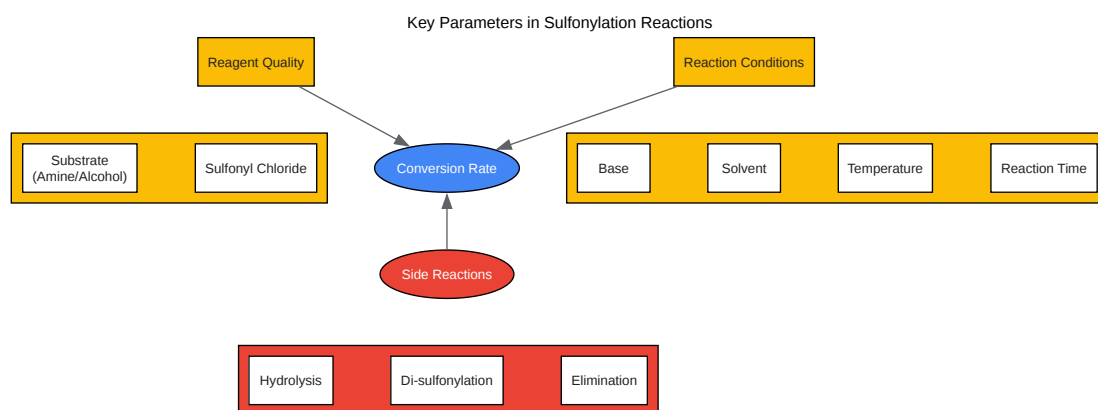 Key Parameters in Sulfonylation Reactions
Reagent Quality
Reaction Conditions
Substrate
(Amine/Alcohol)
Sulfonyl Chloride
Conversion Rate
Base
Solvent
Temperature
Reaction Time
Side Reactions
Hydrolysis
Di-sulfonylation
Elimination